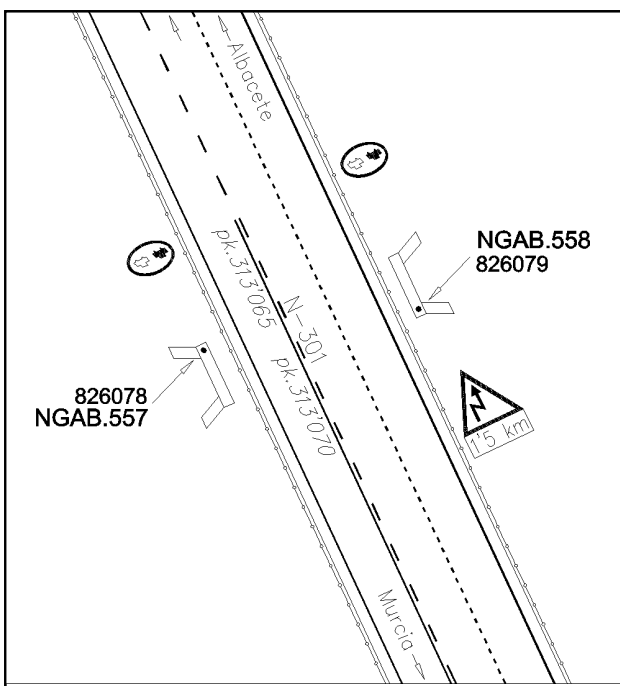 Albacete
NGAB.558
826079
pk.313'065
N-301
pk.313'070
826078
NGAB.557
1'5 km
Murcia